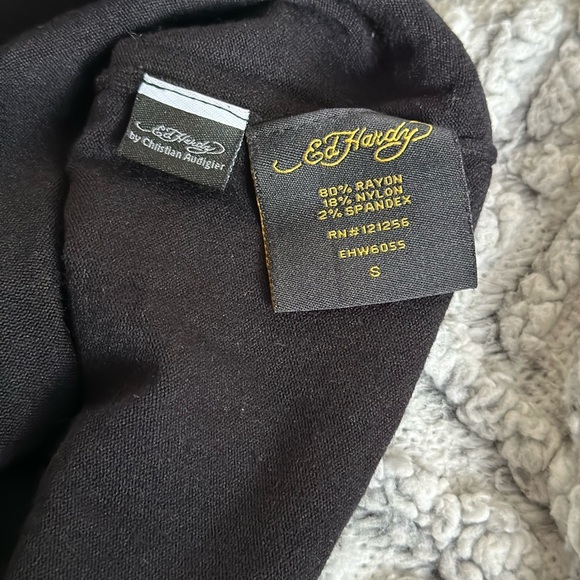 Ed Hardy
by Christian Audigier
Ed Hardy
80% RAYON
18% NYLON
2% SPANDEX
RN#121256
EHW6055
S